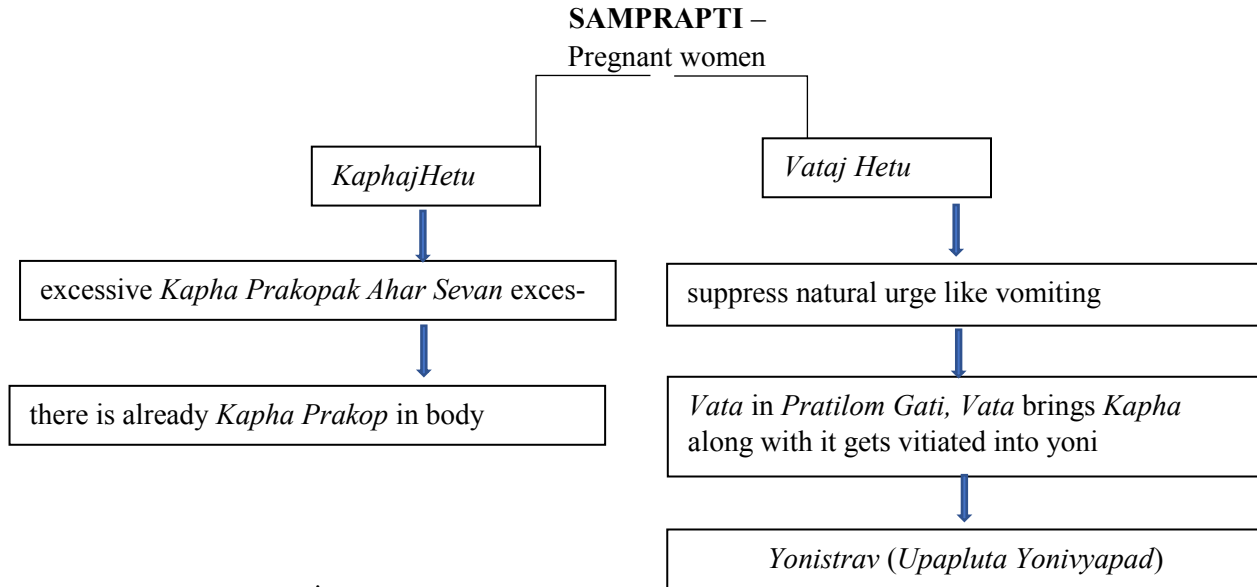 SAMPRAPTI –
Pregnant women
KaphajHetu
Vataj Hetu
excessive Kapha Prakopak Ahar Sevan exces-
suppress natural urge like vomiting
there is already Kapha Prakop in body
Vata in Pratilom Gati, Vata brings Kapha
along with it gets vitiated into yoni
Yonistrav (Upapluta Yonivyapad)